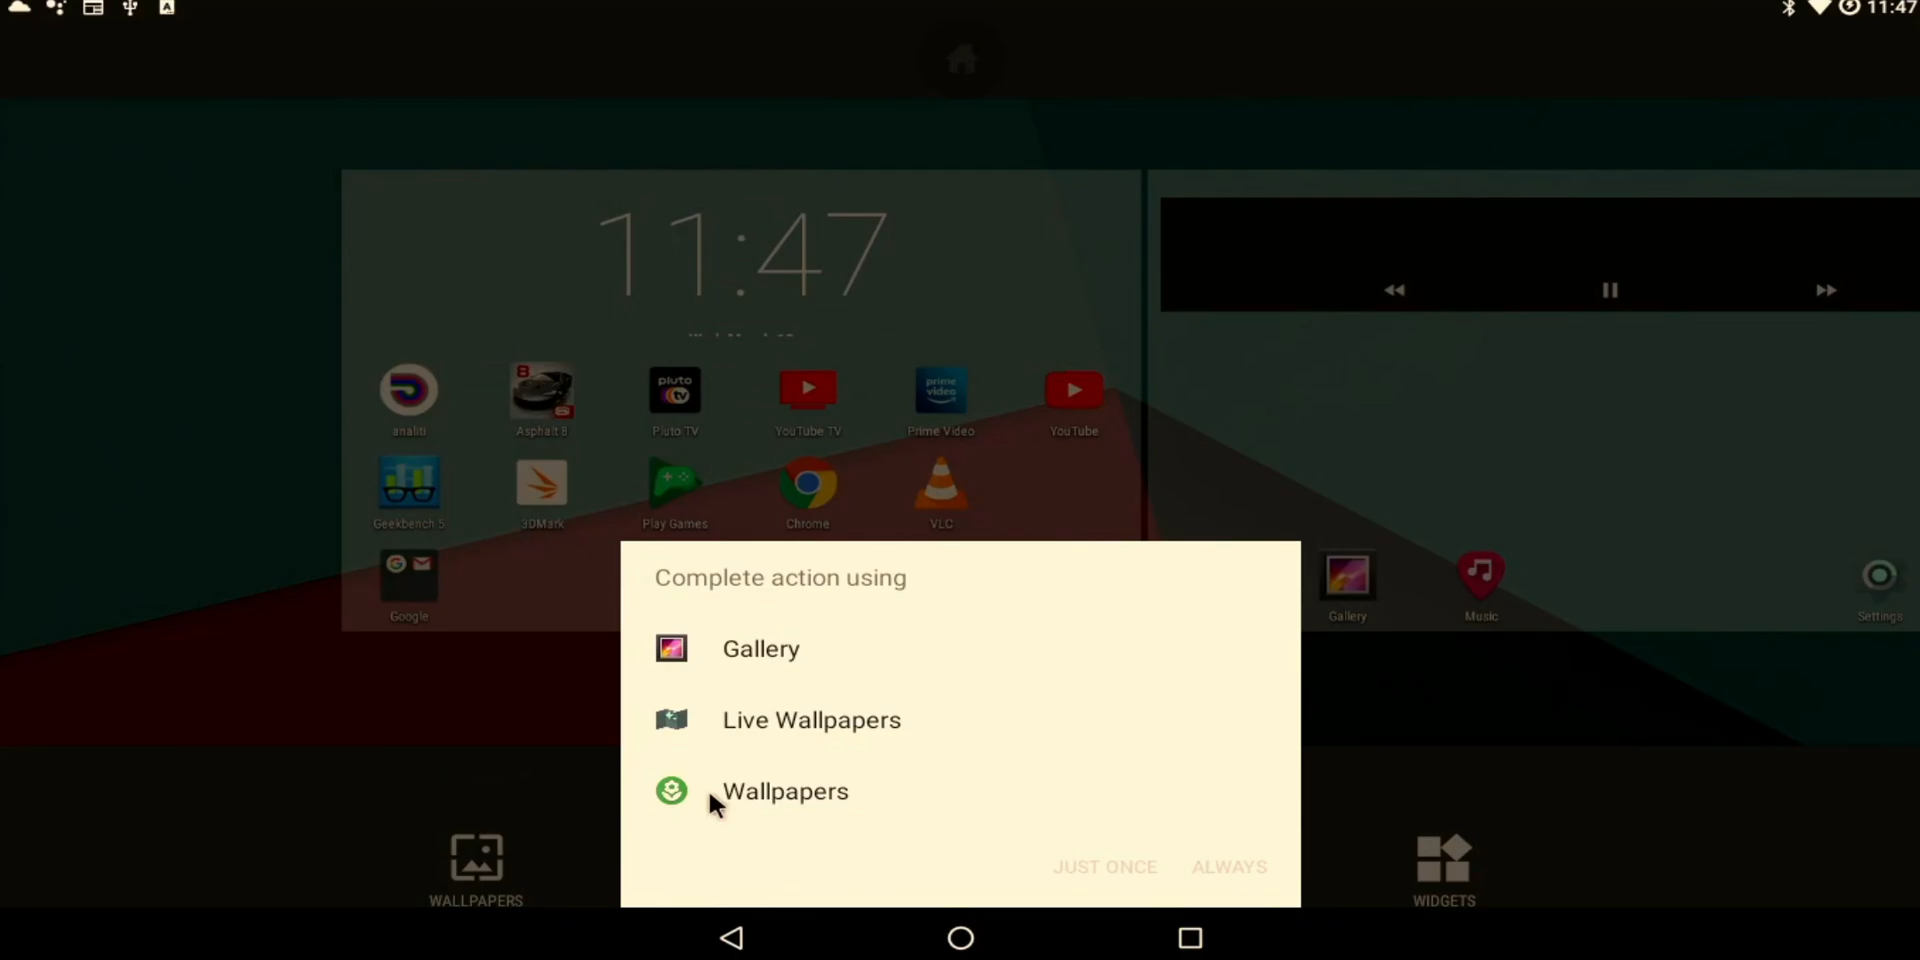 11:47
11:47
analiti
Asphalt 8
Pluto TV
YouTube TV
Prime Video
YouTube
Geekbench 5
3DMark
Play Games
Chrome
VLC
Google
Gallery
Music
Settings
Complete action using
Gallery
Live Wallpapers
Wallpapers
JUST ONCE
ALWAYS
WALLPAPERS
WIDGETS